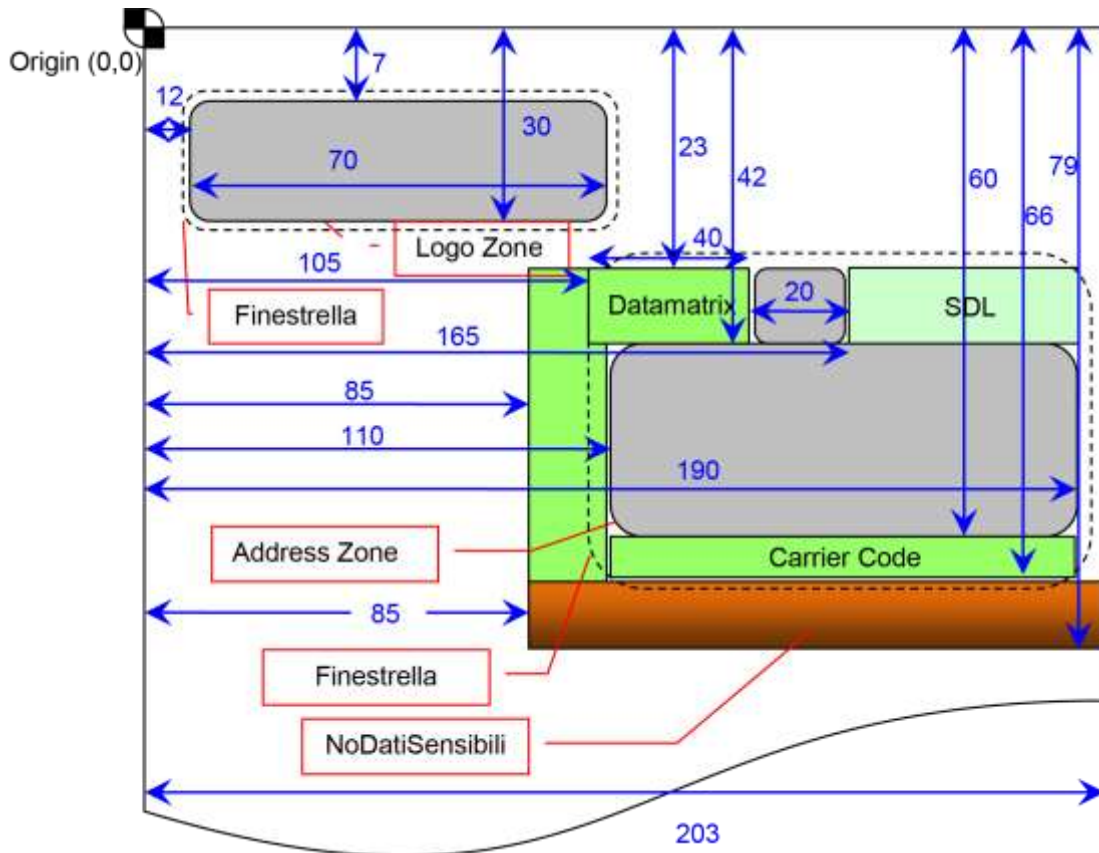 Origin (0,0)
7
12
30
70
23
42
60
79
66
Logo Zone
40
105
Finestrella
Datamatrix
20
SDL
165
85
110
190
Address Zone
Carrier Code
85
Finestrella
NoDatiSensibili
203